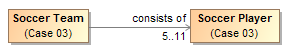 Soccer Team
(Case 03)
consists of
5..11
Soccer Player
(Case 03)